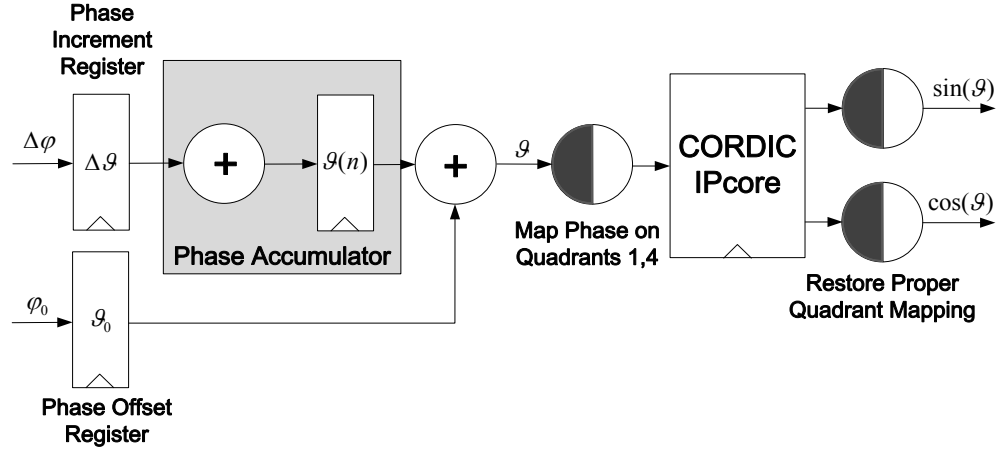 Phase
Increment
Register
Δφ
Δϑ
+
ϑ(n)
Phase Accumulator
+
ϑ
Map Phase on
Quadrants 1,4
CORDIC
IPcore
sin(ϑ)
cos(ϑ)
Restore Proper
Quadrant Mapping
φ₀
ϑ₀
Phase Offset
Register